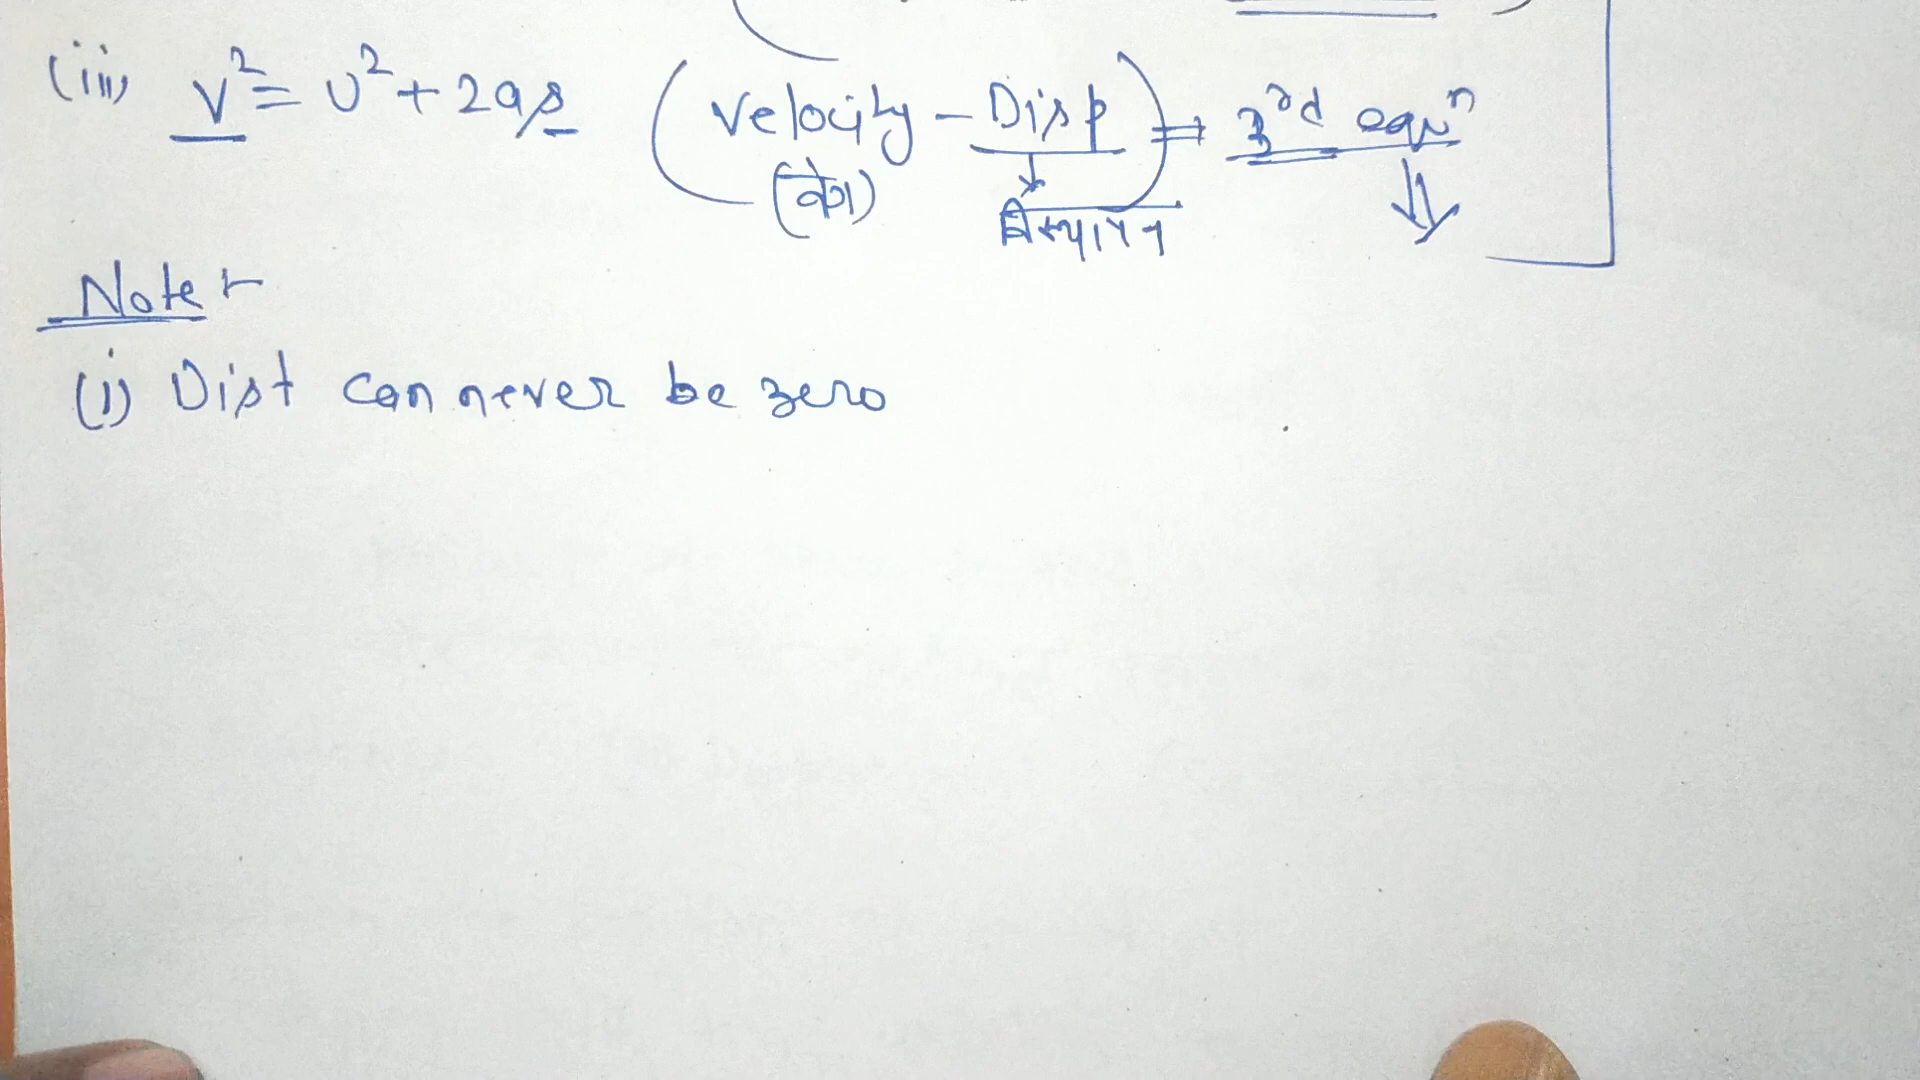 (iii) v² = u² + 2as (Velocity - Disp) ⇒ 3rd eqⁿ
(वेग) विस्थापन
Note :-
(i) Dist can never be zero